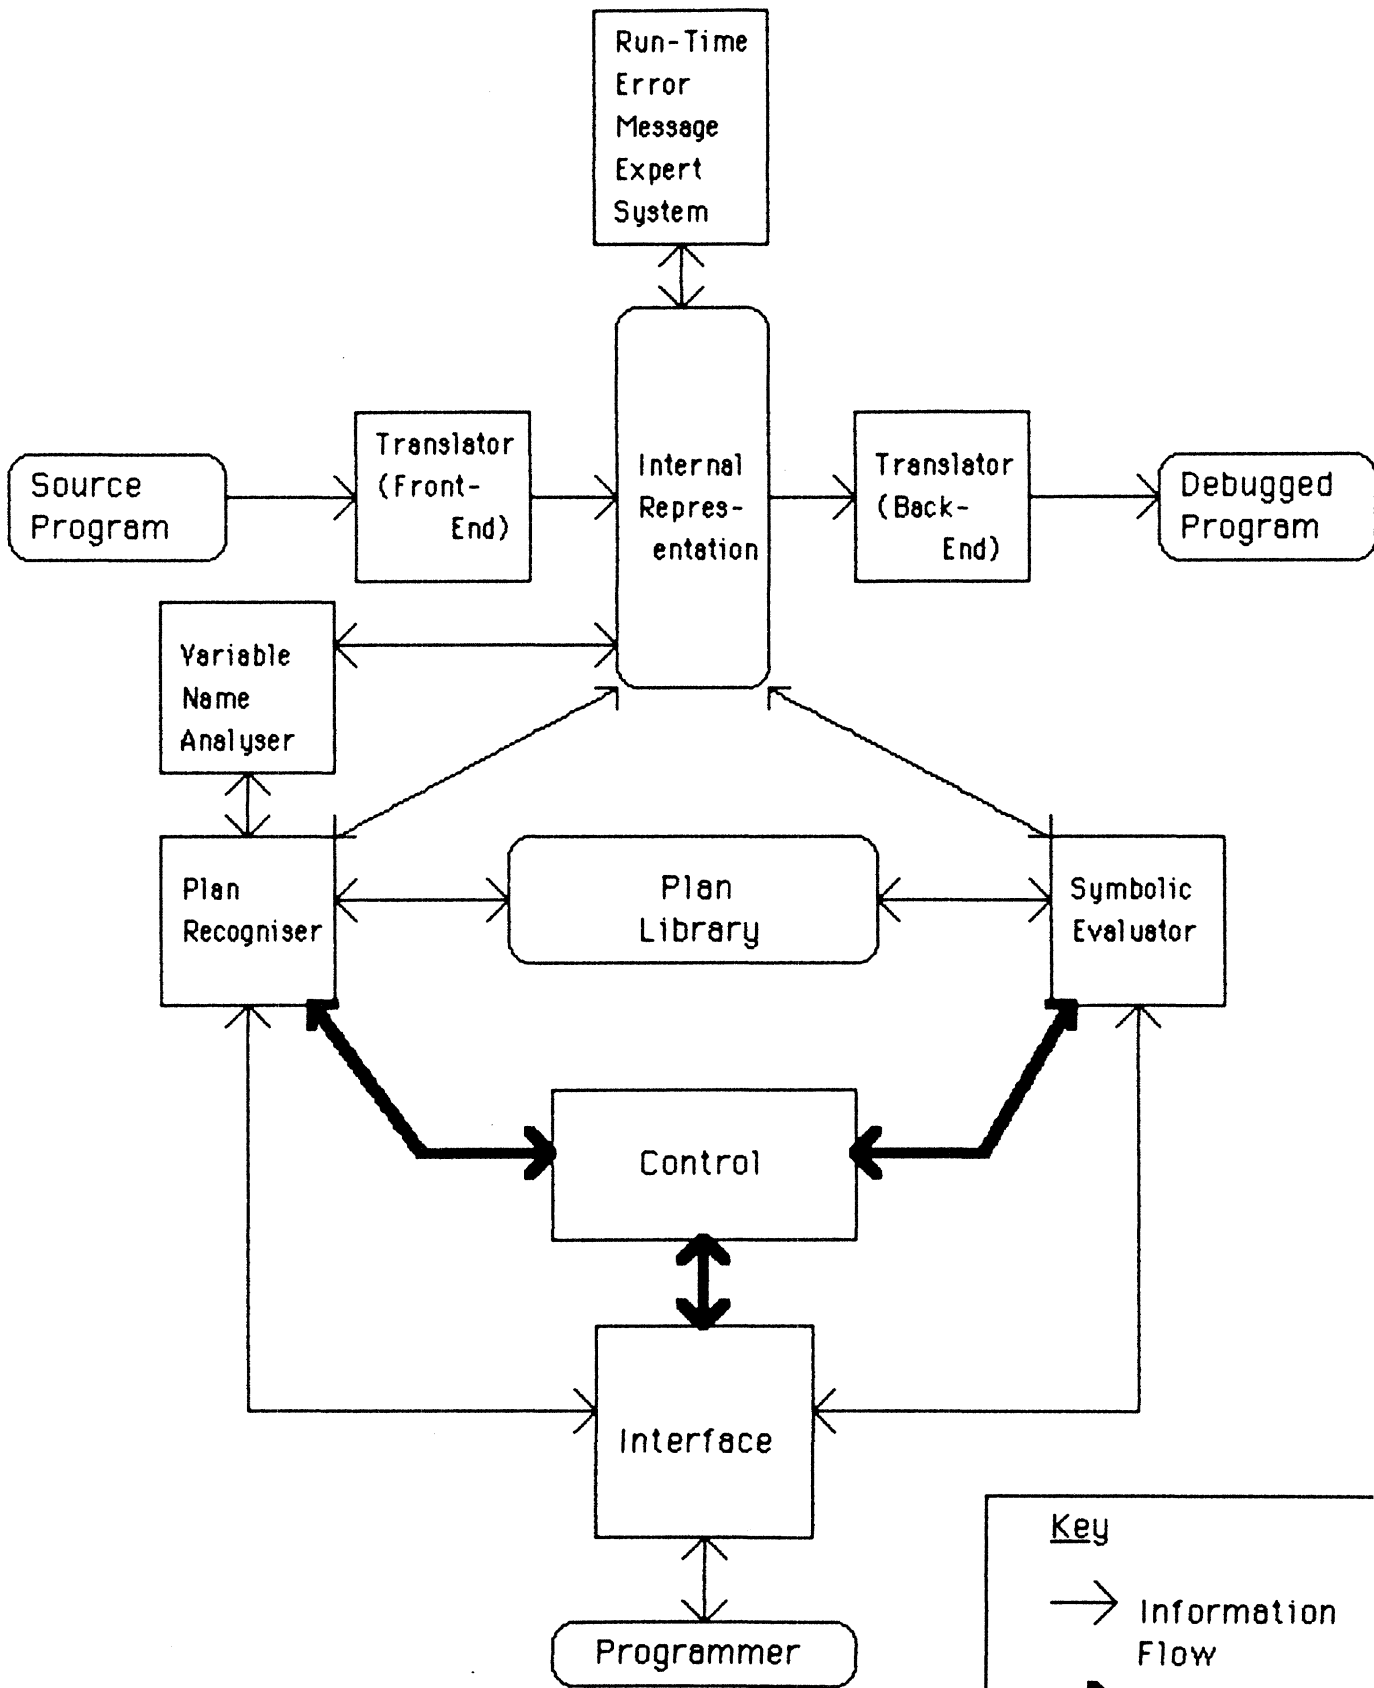 Run-Time
Error
Message
Expert
System
Source
Program
Translator
(Front-
End)
Internal
Repres-
entation
Translator
(Back-
End)
Debugged
Program
Variable
Name
Analyser
Plan
Recogniser
Plan
Library
Symbolic
Evaluator
Control
Interface
Programmer
Key
Information
Flow